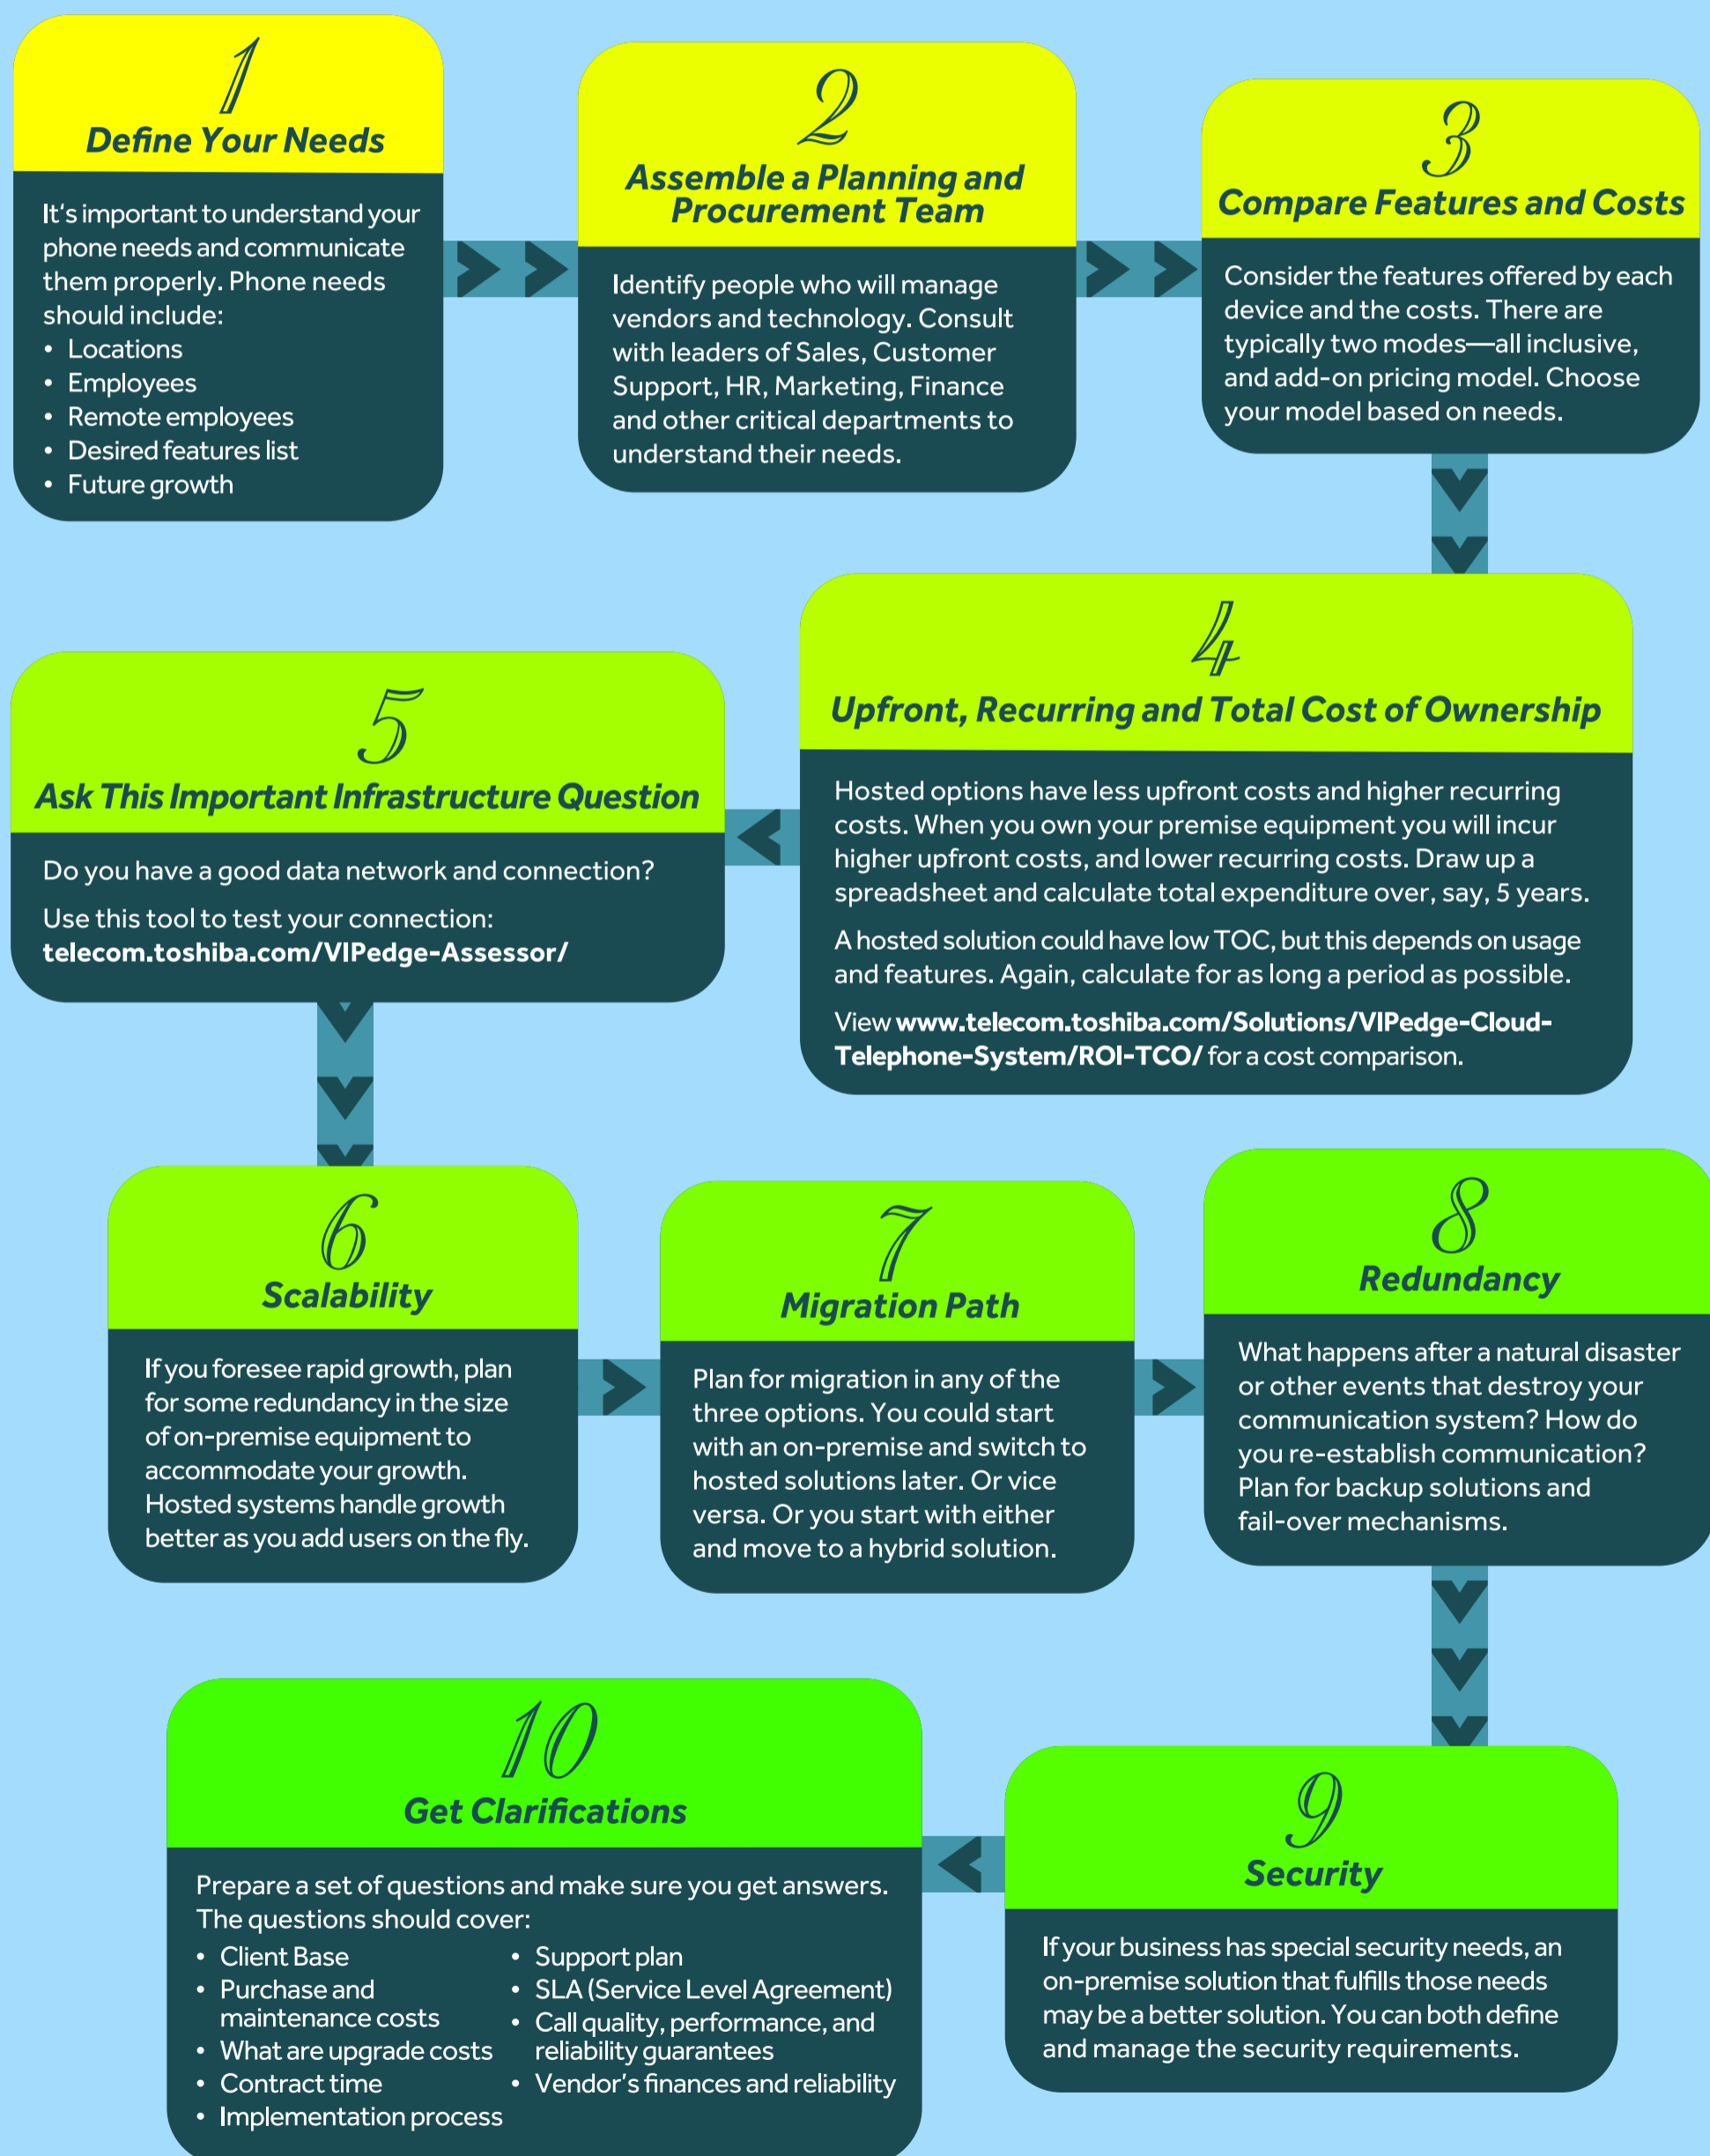 1
Define Your Needs
It's important to understand your
phone needs and communicate
them properly. Phone needs
should include:
• Locations
• Employees
• Remote employees
• Desired features list
• Future growth
2
Assemble a Planning and
Procurement Team
Identify people who will manage
vendors and technology. Consult
with leaders of Sales, Customer
Support, HR, Marketing, Finance
and other critical departments to
understand their needs.
3
Compare Features and Costs
Consider the features offered by each
device and the costs. There are
typically two modes—all inclusive,
and add-on pricing model. Choose
your model based on needs.
4
Upfront, Recurring and Total Cost of Ownership
Hosted options have less upfront costs and higher recurring
costs. When you own your premise equipment you will incur
higher upfront costs, and lower recurring costs. Draw up a
spreadsheet and calculate total expenditure over, say, 5 years.
A hosted solution could have low TOC, but this depends on usage
and features. Again, calculate for as long a period as possible.
View www.telecom.toshiba.com/Solutions/VIPedge-Cloud-
Telephone-System/ROI-TCO/ for a cost comparison.
5
Ask This Important Infrastructure Question
Do you have a good data network and connection?
Use this tool to test your connection:
telecom.toshiba.com/VIPedge-Assessor/
6
Scalability
If you foresee rapid growth, plan
for some redundancy in the size
of on-premise equipment to
accommodate your growth.
Hosted systems handle growth
better as you add users on the fly.
7
Migration Path
Plan for migration in any of the
three options. You could start
with an on-premise and switch to
hosted solutions later. Or vice
versa. Or you start with either
and move to a hybrid solution.
8
Redundancy
What happens after a natural disaster
or other events that destroy your
communication system? How do
you re-establish communication?
Plan for backup solutions and
fail-over mechanisms.
9
Security
If your business has special security needs, an
on-premise solution that fulfills those needs
may be a better solution. You can both define
and manage the security requirements.
10
Get Clarifications
Prepare a set of questions and make sure you get answers.
The questions should cover:
• Client Base
• Purchase and
maintenance costs
• What are upgrade costs
• Contract time
• Implementation process
• Support plan
• SLA (Service Level Agreement)
• Call quality, performance, and
reliability guarantees
• Vendor's finances and reliability